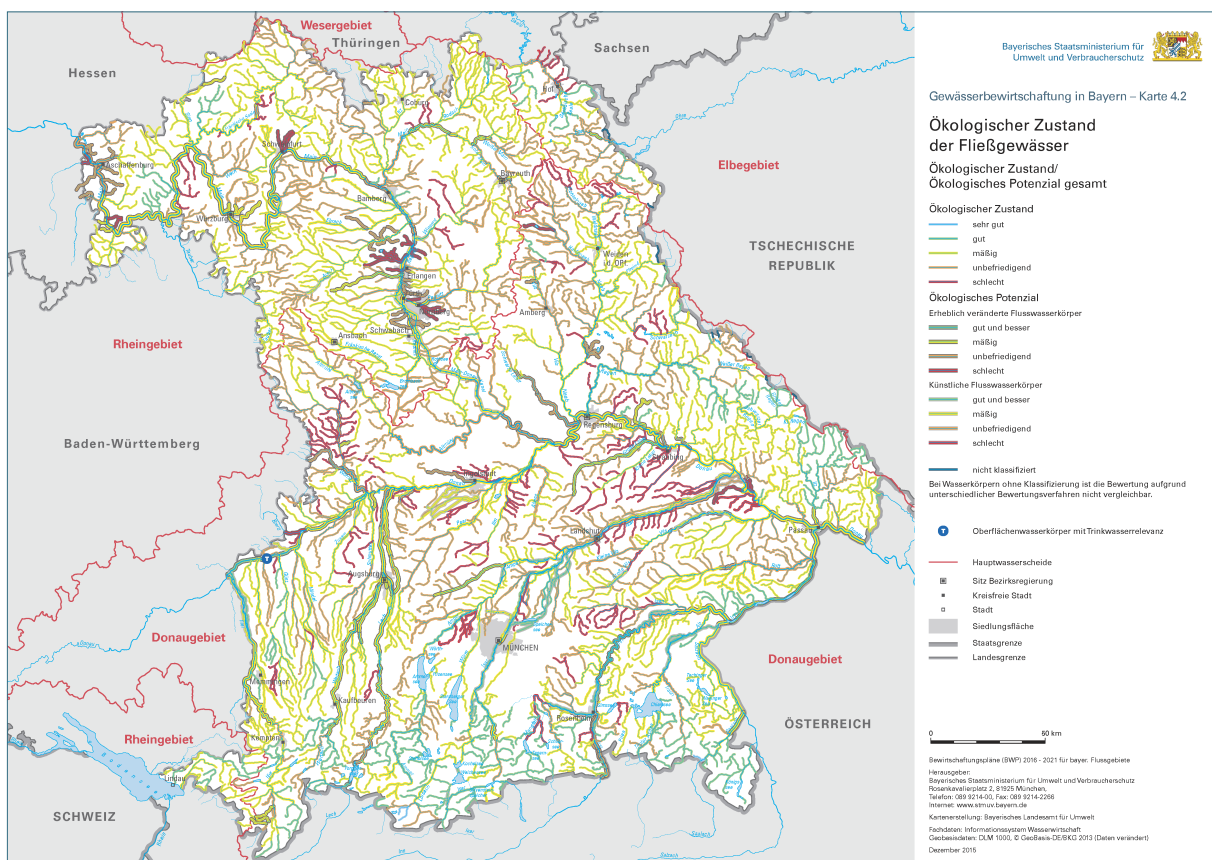 Wesergebiet
Thüringen
Sachsen
Hessen
Hof
Coburg
Aschaffenburg
Schweinfurt
Bayreuth
Elbegebiet
Bamberg
Würzburg
TSCHECHISCHE
REPUBLIK
Weiden
i.d. OPf.
Erlangen
Fürth
Nürnberg
Amberg
Schwabach
Ansbach
Rheingebiet
Baden-Württemberg
Regensburg
Straubing
Ingolstadt
Landshut
Passau
Augsburg
MÜNCHEN
Donaugebiet
Donaugebiet
Memmingen
Kaufbeuren
Rosenheim
ÖSTERREICH
Rheingebiet
Kempten
Lindau
SCHWEIZ
Bayerisches Staatsministerium für
Umwelt und Verbraucherschutz
Gewässerbewirtschaftung in Bayern – Karte 4.2
Ökologischer Zustand
der Fließgewässer
Ökologischer Zustand/
Ökologisches Potenzial gesamt
Ökologischer Zustand
sehr gut
gut
mäßig
unbefriedigend
schlecht
Ökologisches Potenzial
Erheblich veränderte Flusswasserkörper
gut und besser
mäßig
unbefriedigend
schlecht
Künstliche Flusswasserkörper
gut und besser
mäßig
unbefriedigend
schlecht
nicht klassifiziert
Bei Wasserkörpern ohne Klassifizierung ist die Bewertung aufgrund
unterschiedlicher Bewertungsverfahren nicht vergleichbar.
T Oberflächenwasserkörper mit Trinkwasserrelevanz
Hauptwasserscheide
Sitz Bezirksregierung
Kreisfreie Stadt
Stadt
Siedlungsfläche
Staatsgrenze
Landesgrenze
0 50 km
Bewirtschaftungspläne (BWP) 2016 - 2021 für bayer. Flussgebiete
Herausgeber:
Bayerisches Staatsministerium für Umwelt und Verbraucherschutz
Rosenkavalierplatz 2, 81925 München,
Telefon: 089 9214-00, Fax: 089 9214-2266
Internet: www.stmuv.bayern.de
Kartenerstellung: Bayerisches Landesamt für Umwelt
Fachdaten: Informationssystem Wasserwirtschaft
Geobasisdaten: DLM 1000, © GeoBasis-DE/BKG 2013 (Daten verändert)
Dezember 2015